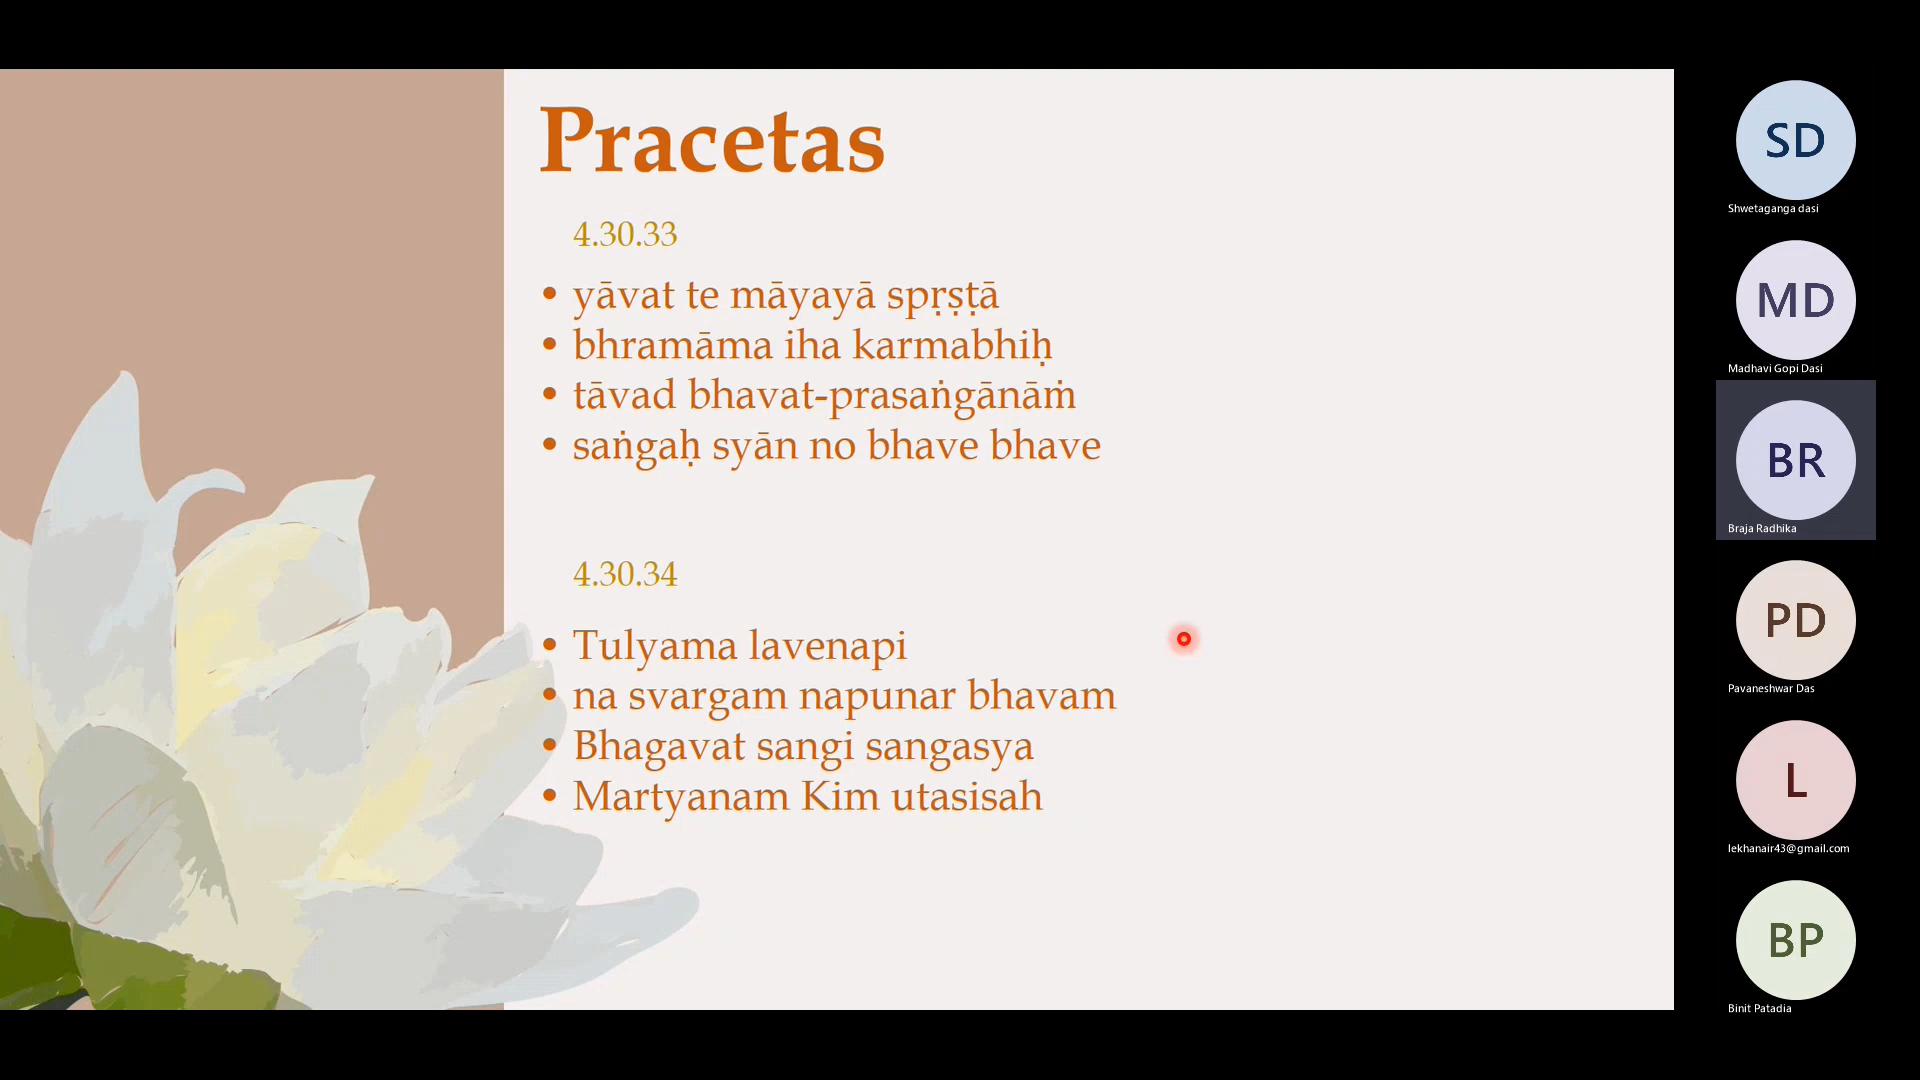 Pracetas
4.30.33
• yāvat te māyayā spṛṣṭā
• bhramāma iha karmabhiḥ
• tāvad bhavat-prasaṅgānāṁ
• saṅgaḥ syān no bhave bhave
4.30.34
• Tulyama lavenapi
• na svargam napunar bhavam
• Bhagavat sangi sangasya
• Martyanam Kim utasisah
SD
Shwetaganga dasi
MD
Madhavi Gopi Dasi
BR
Braja Radhika
PD
Pavaneshwar Das
L
lekhanair43@gmail.com
BP
Binit Patadia